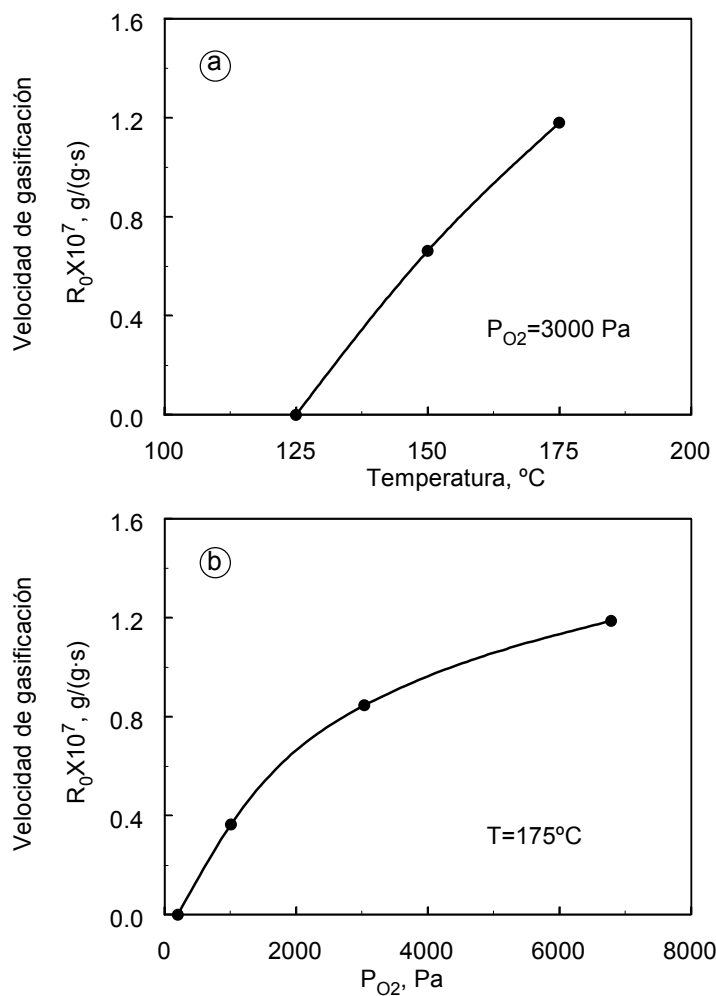 1.6
a
1.2
0.8
0.4
0.0
Velocidad de gasificación
R0X10^7, g/(g·s)
PO2=3000 Pa
100 125 150 175 200
Temperatura, ºC
1.6
b
1.2
0.8
0.4
0.0
Velocidad de gasificación
R0X10^7, g/(g·s)
T=175ºC
0 2000 4000 6000 8000
PO2, Pa